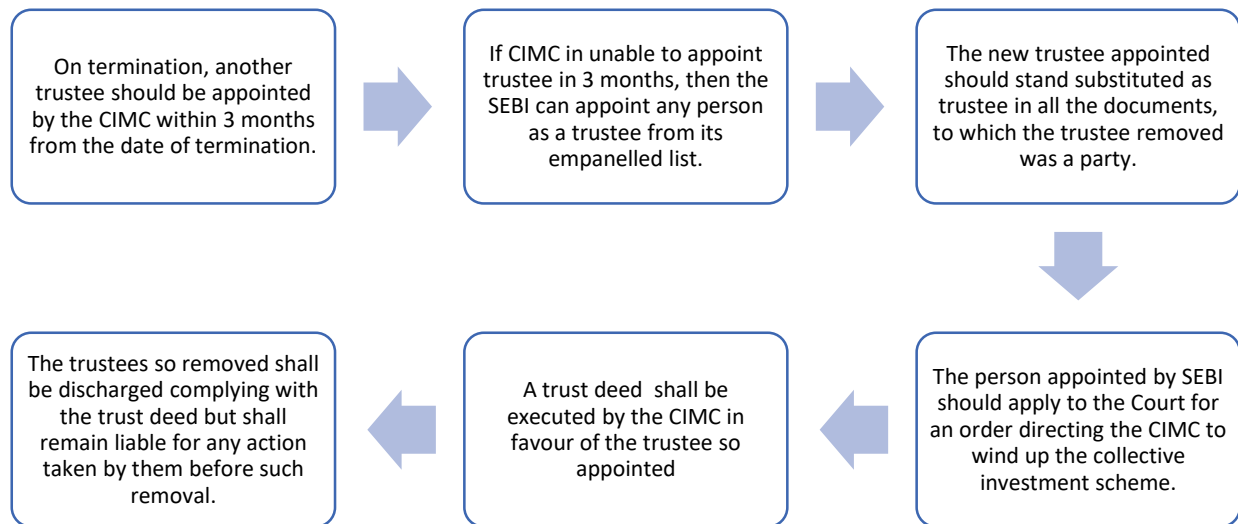 On termination, another
trustee should be appointed
by the CIMC within 3 months
from the date of termination.
If CIMC in unable to appoint
trustee in 3 months, then the
SEBI can appoint any person
as a trustee from its
empanelled list.
The new trustee appointed
should stand substituted as
trustee in all the documents,
to which the trustee removed
was a party.
The person appointed by SEBI
should apply to the Court for
an order directing the CIMC to
wind up the collective
investment scheme.
A trust deed shall be
executed by the CIMC in
favour of the trustee so
appointed
The trustees so removed shall
be discharged complying with
the trust deed but shall
remain liable for any action
taken by them before such
removal.